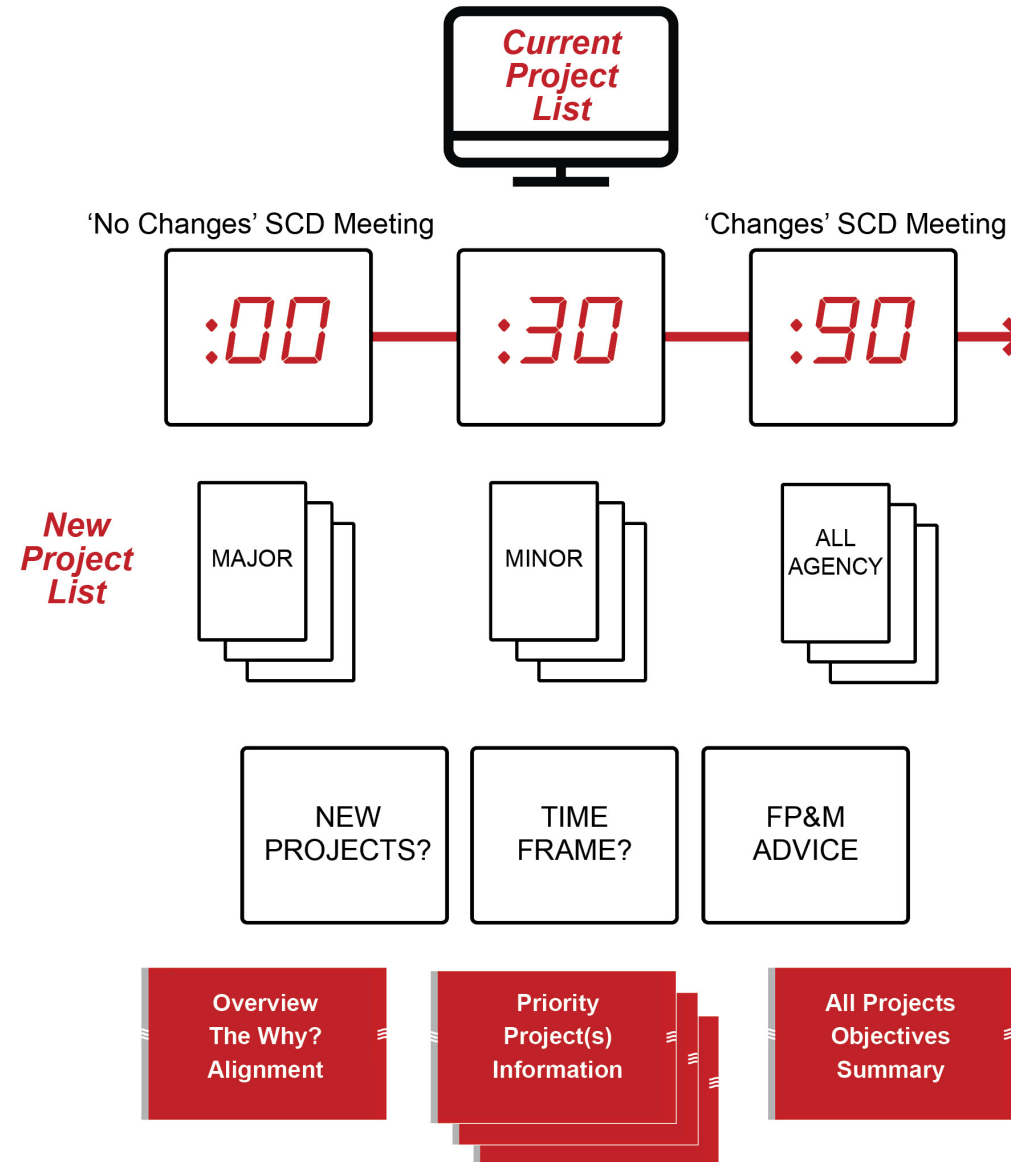 Current
Project
List
‘No Changes’ SCD Meeting
‘Changes’ SCD Meeting
:00
:30
:90
New
Project
List
MAJOR
MINOR
ALL
AGENCY
NEW
PROJECTS?
TIME
FRAME?
FP&M
ADVICE
Overview
The Why?
Alignment
Priority
Project(s)
Information
All Projects
Objectives
Summary